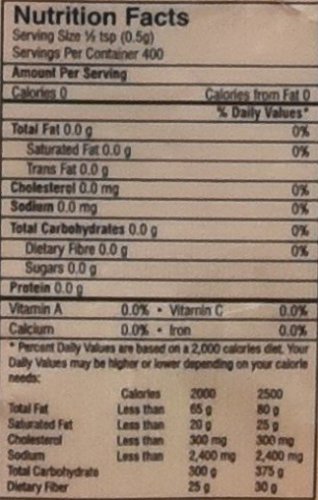 Nutrition Facts
Serving Size ⅛ tsp (0.5g)
Servings Per Container 400
Amount Per Serving
Calories 0 Calories from Fat 0
% Daily Values*
Total Fat 0.0 g 0%
Saturated Fat 0.0 g 0%
Trans Fat 0.0 g
Cholesterol 0.0 mg 0%
Sodium 0.0 mg 0%
Total Carbohydrates 0.0 g 0%
Dietary Fibre 0.0 g 0%
Sugars 0.0 g
Protein 0.0 g
Vitamin A 0.0% • Vitamin C 0.0%
Calcium 0.0% • Iron 0.0%
* Percent Daily Values are based on a 2,000 calories diet. Your
Daily Values may be higher or lower depending on your calorie
needs:
Calories 2000 2500
Total Fat Less than 65 g 80 g
Saturated Fat Less than 20 g 25 g
Cholesterol Less than 300 mg 300 mg
Sodium Less than 2,400 mg 2,400 mg
Total Carbohydrate 300 g 375 g
Dietary Fiber 25 g 30 g